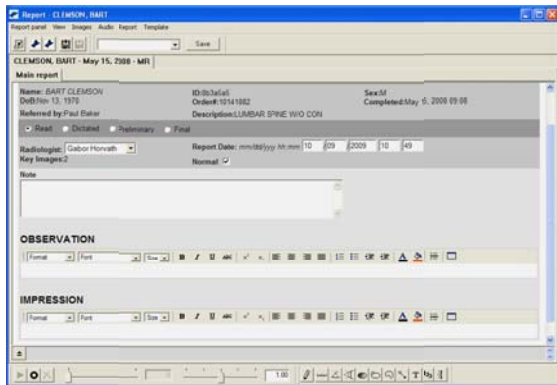 Report - CLEMSON, BART
Report panel View Images Audio Report Template
Save
CLEMSON, BART - May 15, 2008 - MR
Main report
Name: BART CLEMSON
ID:0b3a6a6
Sex:M
DoB:Nov 13, 1970
Order#:10141082
Completed:May 15, 2008 09:08
Referred by:Paul Baker
Description:LUMBAR SPINE W/O CON
Read Dictated Preliminary Final
Radiologist: Gabor Horvath
Report Date: mm/dd/yyyy hh:mm 10 /09 /2009 10 :49
Key Images:2
Normal
Note
OBSERVATION
Format Font Size B I U ABC
IMPRESSION
Format Font Size B I U ABC
1.00
T